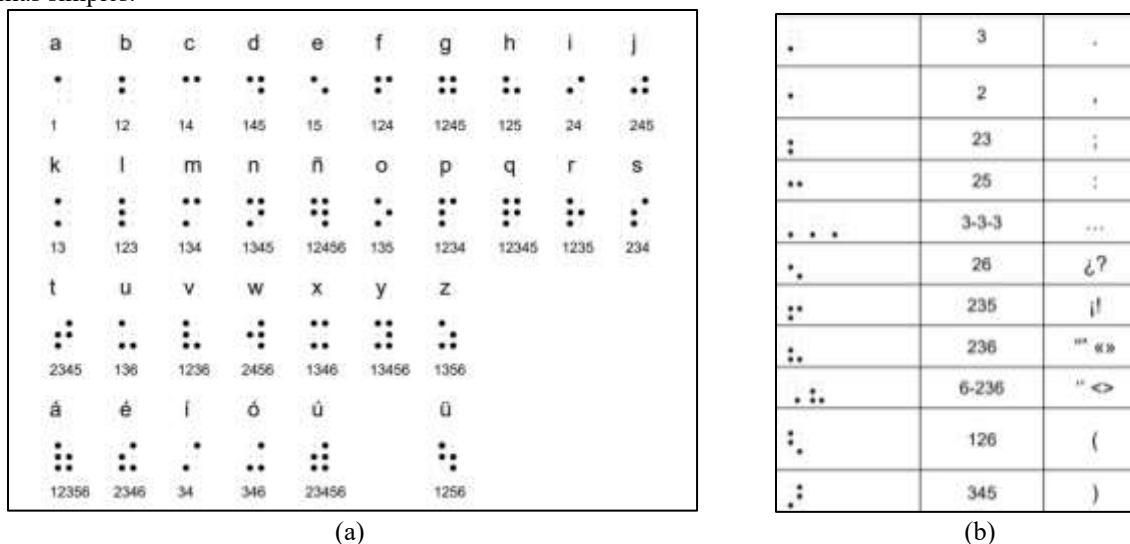 más simples.
a b c d e f g h i j
1 12 14 145 15 124 1245 125 24 245
k l m n ñ o p q r s
13 123 134 1345 12456 135 1234 12345 1235 234
t u v w x y z
2345 136 1236 2456 1346 13456 1356
á é í ó ú ü
12356 2346 34 346 23456 1256
(a)
3 .
2 ,
23 ;
25 :
3-3-3 ...
26 ¿?
235 ¡!
236 “” «»
6-236 ‘’ <>
126 (
345 )
(b)